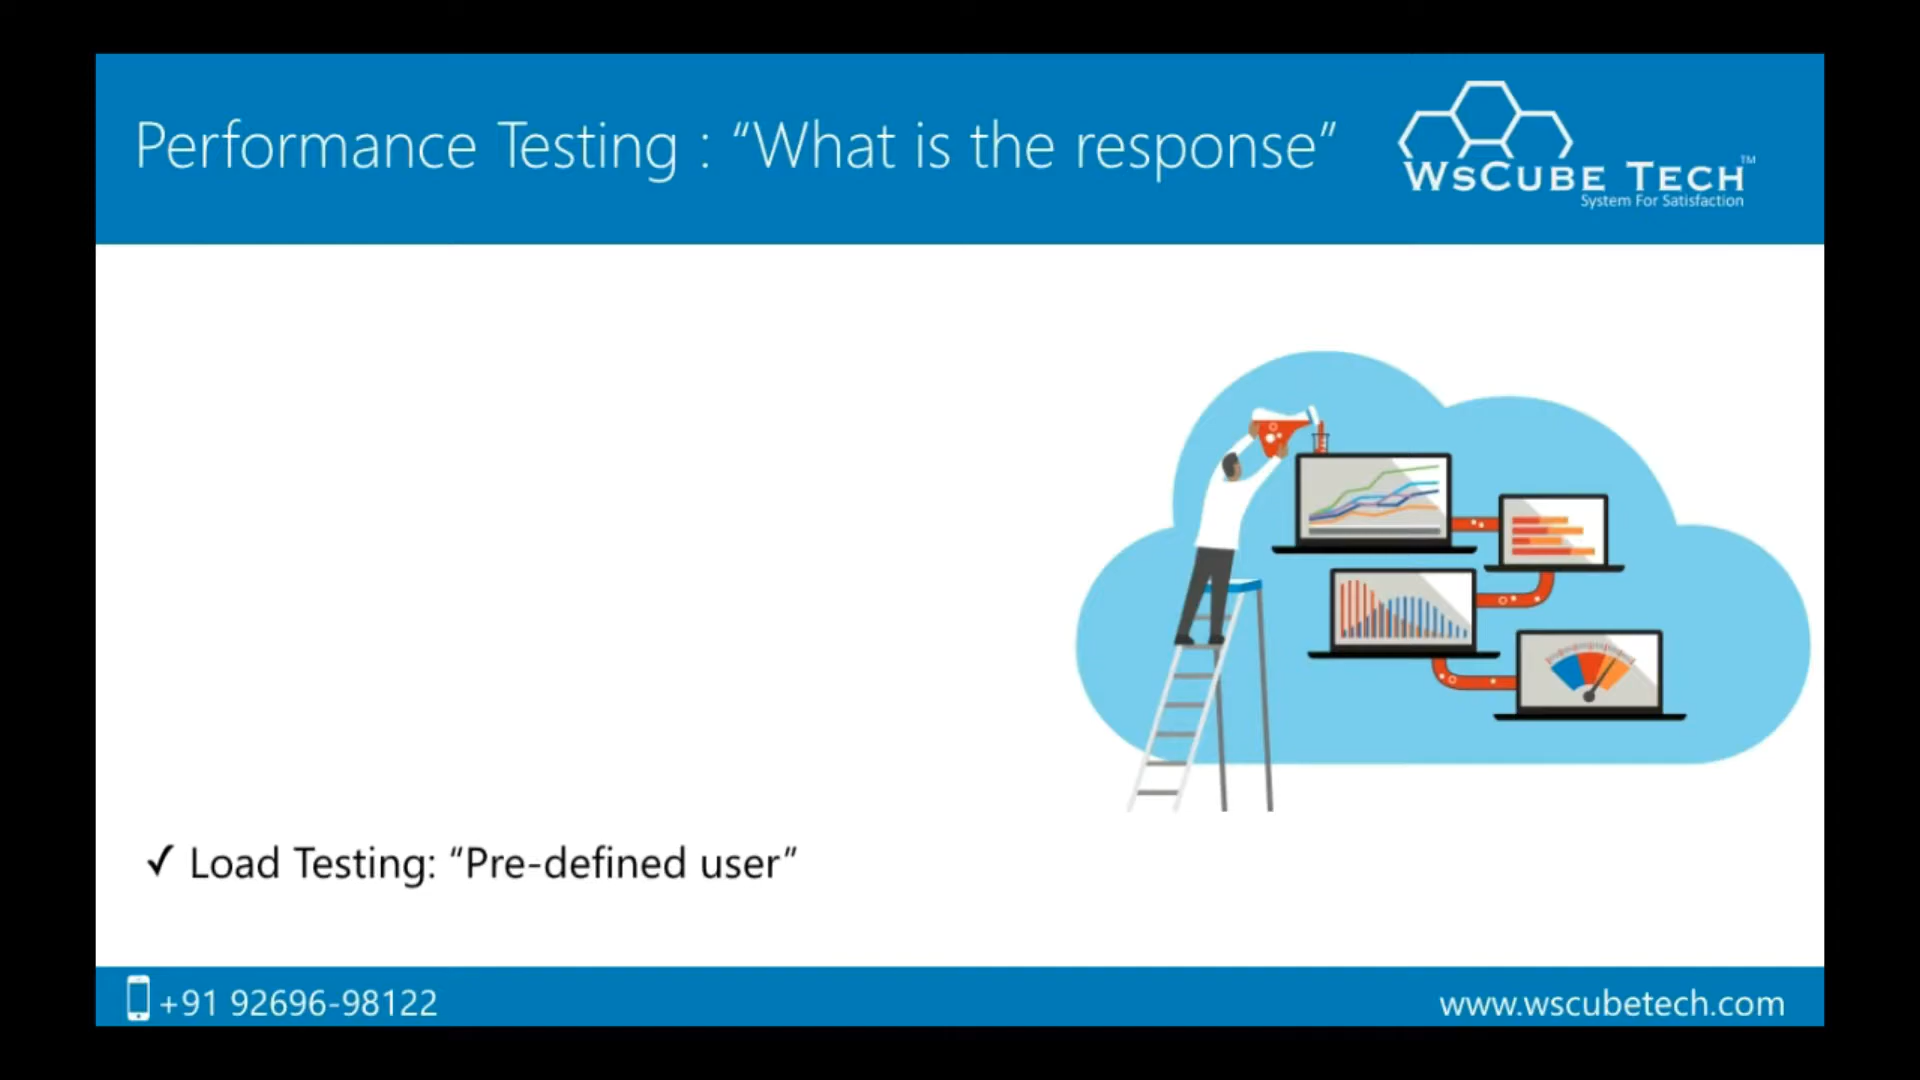 Performance Testing : “What is the response”
WSCUBE TECH™
System For Satisfaction
✓ Load Testing: “Pre-defined user”
+91 92696-98122
www.wscubetech.com